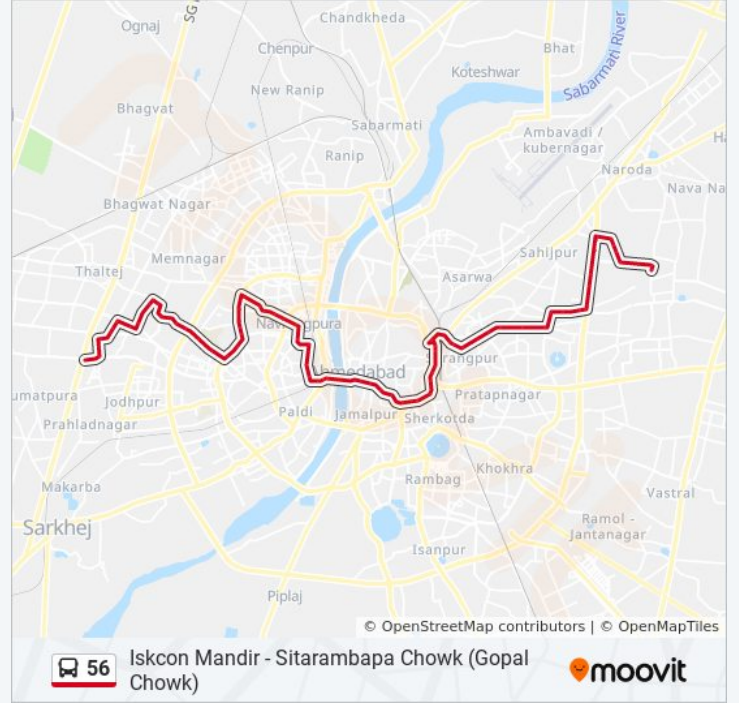 Ognaj
SG
Chandkheda
Chenpur
Bhat
Koteshwar
Sabarmati River
New Ranip
Bhagvat
Sabarmati
Ambavadi /
kubernagar
Ranip
Naroda
Nava Na
Bhagwat Nagar
Sahijpur
Memnagar
Thaltej
Asarwa
Ahmedabad
Pratapnagar
umatpura
Jodhpur
Paldi
Jamalpur
Sherkotda
Prahladnagar
Khokhra
Rambag
Makarba
Vastral
Sarkhej
Ramol -
Jantanagar
Isanpur
Piplaj
© OpenStreetMap contributors | © OpenMapTiles
56
Iskcon Mandir - Sitarambapa Chowk (Gopal
Chowk)
moovit